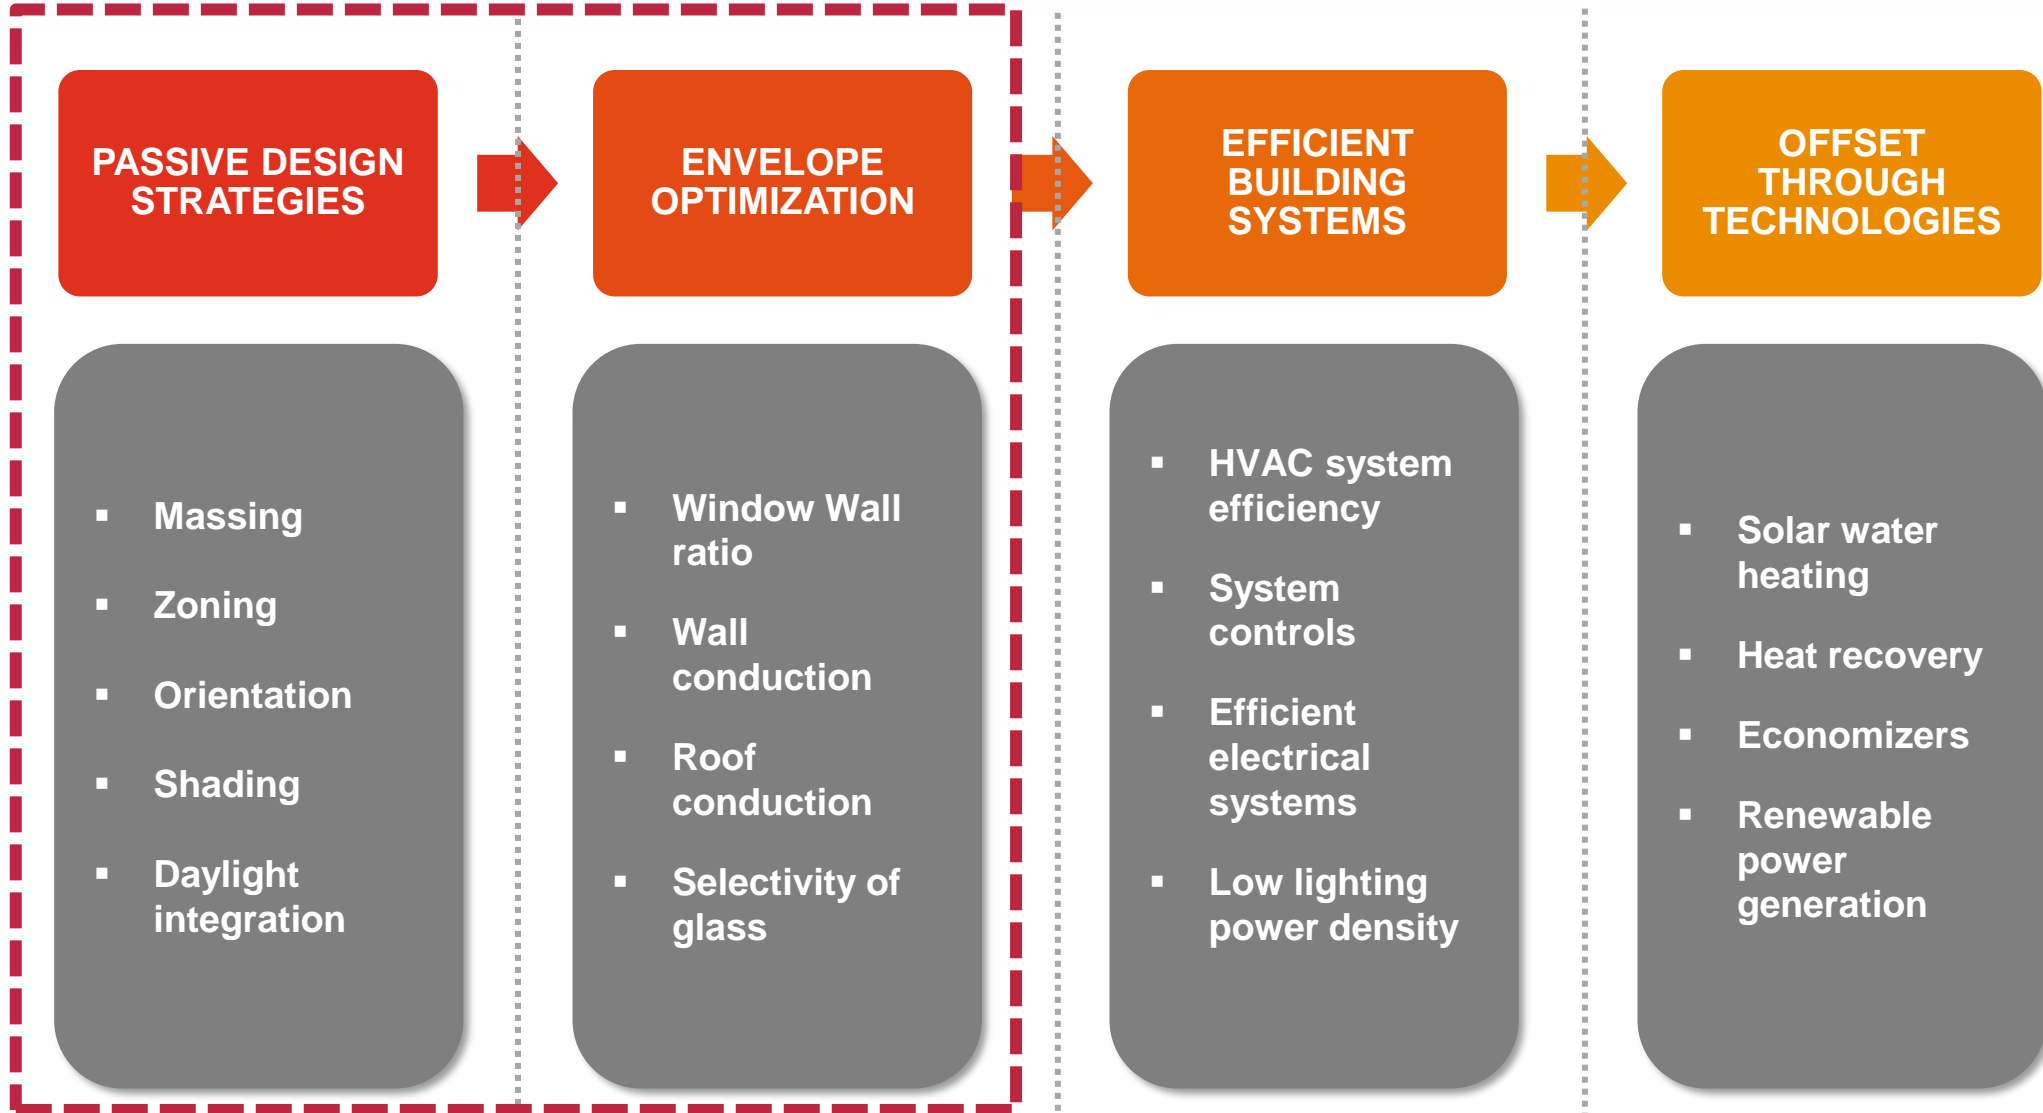 PASSIVE DESIGN
STRATEGIES
ENVELOPE
OPTIMIZATION
EFFICIENT
BUILDING
SYSTEMS
OFFSET
THROUGH
TECHNOLOGIES
▪ Massing
▪ Zoning
▪ Orientation
▪ Shading
▪ Daylight
integration
▪ Window Wall
ratio
▪ Wall
conduction
▪ Roof
conduction
▪ Selectivity of
glass
▪ HVAC system
efficiency
▪ System
controls
▪ Efficient
electrical
systems
▪ Low lighting
power density
▪ Solar water
heating
▪ Heat recovery
▪ Economizers
▪ Renewable
power
generation